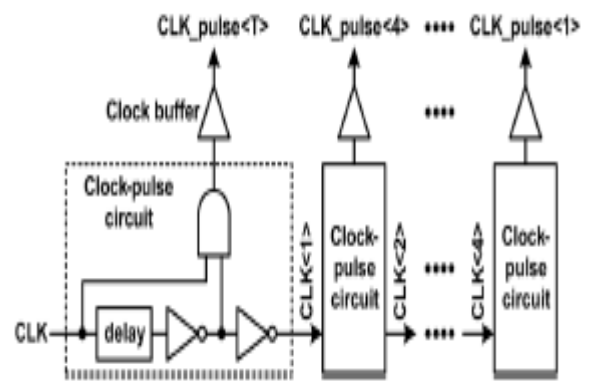 CLK_pulse<T> CLK_pulse<4> CLK_pulse<1>
Clock buffer
Clock-pulse
circuit
CLK
delay
CLK<1>
Clock-
pulse
circuit
CLK<2>
CLK<4>
Clock-
pulse
circuit